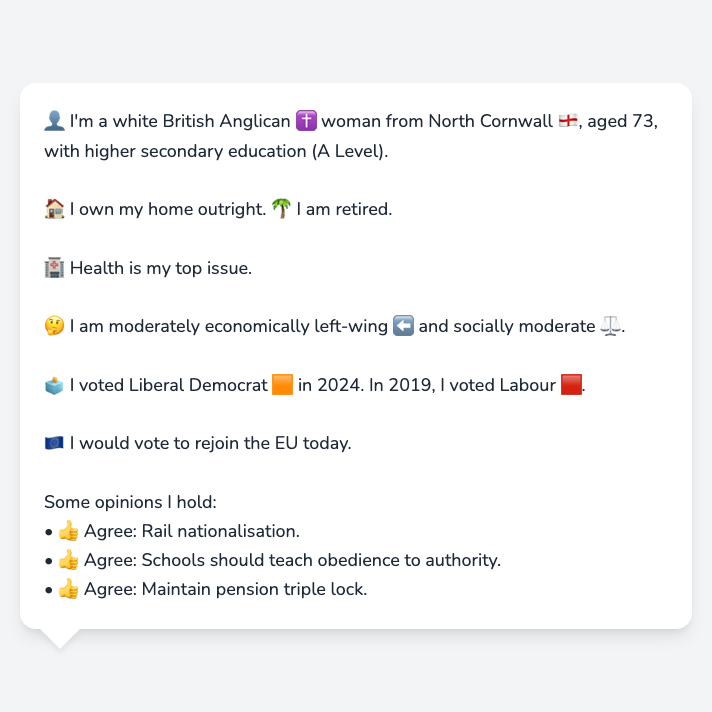 👤 I'm a white British Anglican ✝️ woman from North Cornwall 🏴󠁧󠁢󠁥󠁮󠁧󠁿, aged 73,
with higher secondary education (A Level).
🏠 I own my home outright. 🌴 I am retired.
🏥 Health is my top issue.
🤔 I am moderately economically left-wing ⬅️ and socially moderate ⚖️.
🗳️ I voted Liberal Democrat 🟧 in 2024. In 2019, I voted Labour 🟥.
🇪🇺 I would vote to rejoin the EU today.
Some opinions I hold:
• 👍 Agree: Rail nationalisation.
• 👍 Agree: Schools should teach obedience to authority.
• 👍 Agree: Maintain pension triple lock.